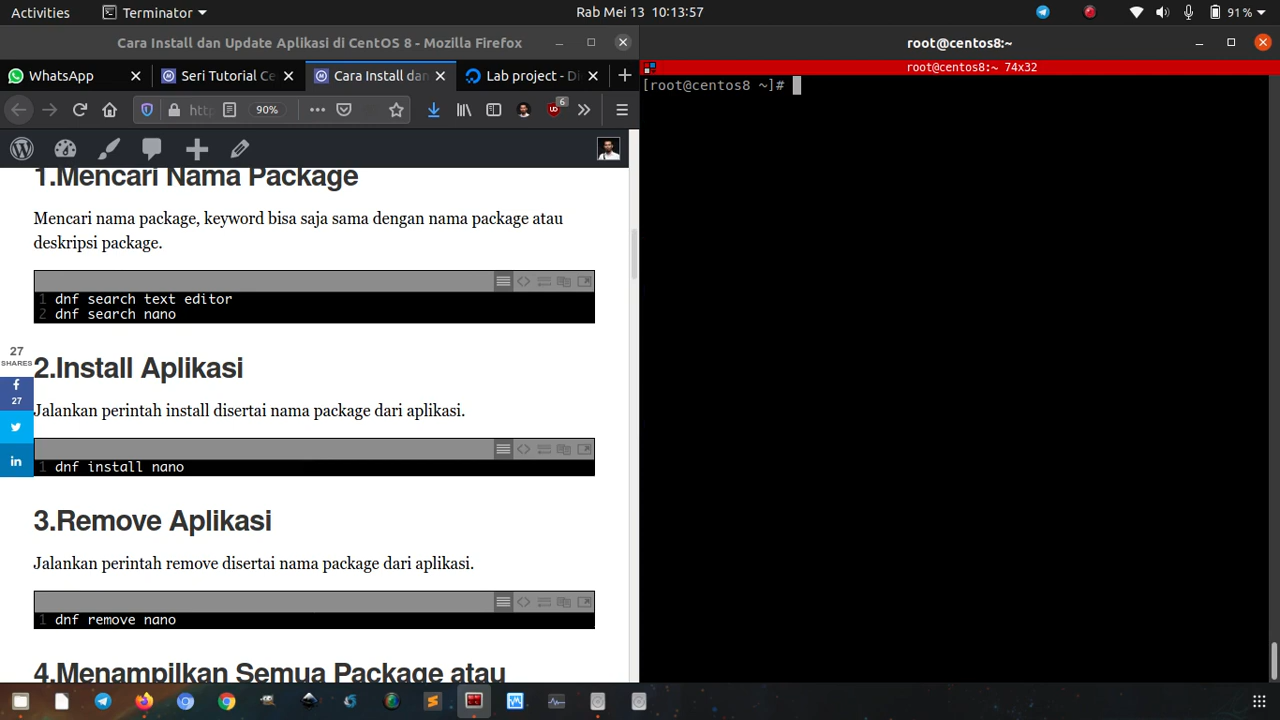 Activities
Terminator
Rab Mei 13 10:13:57
91 %
Cara Install dan Update Aplikasi di CentOS 8 - Mozilla Firefox
root@centos8:~
WhatsApp
Seri Tutorial Ce
Cara Install dan
Lab project - Di
root@centos8:~ 74x32
[root@centos8 ~]#
90%
6
1.Mencari Nama Package
Mencari nama package, keyword bisa saja sama dengan nama package atau
deskripsi package.
1 dnf search text editor
2 dnf search nano
27
SHARES
27
2.Install Aplikasi
Jalankan perintah install disertai nama package dari aplikasi.
1 dnf install nano
3.Remove Aplikasi
Jalankan perintah remove disertai nama package dari aplikasi.
1 dnf remove nano
4.Menampilkan Semua Package atau